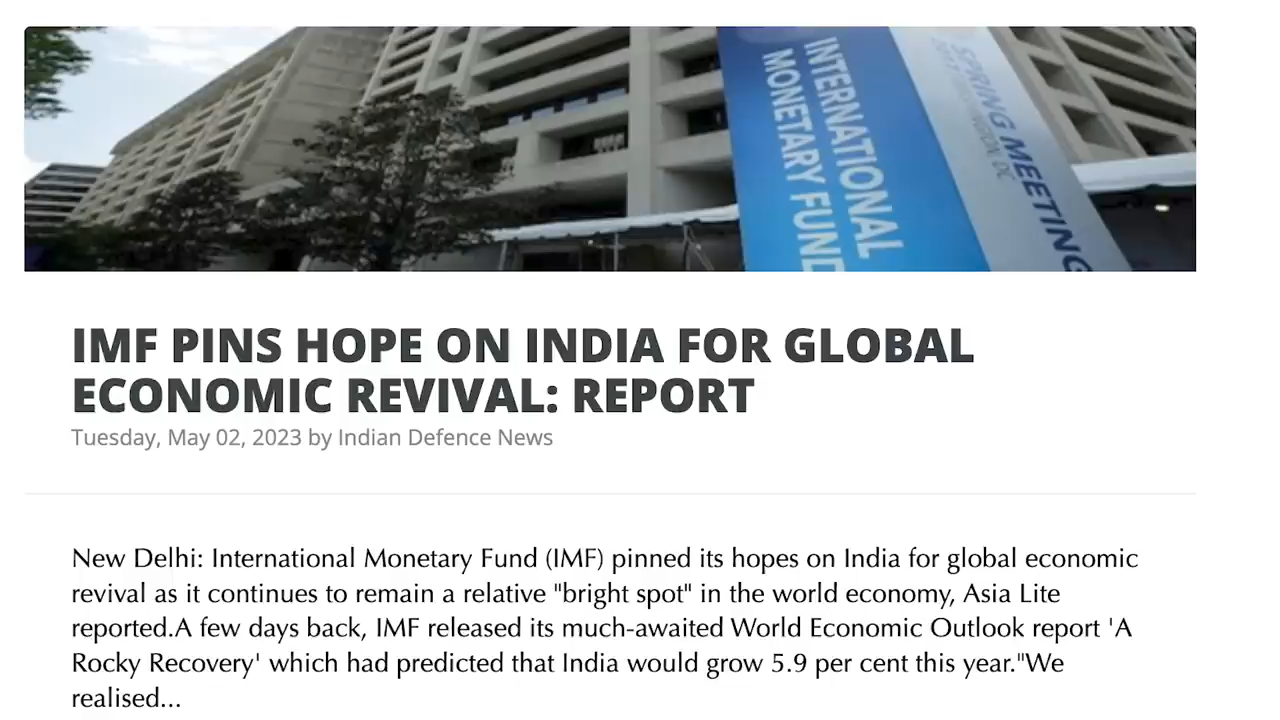 INTERNATIONAL
MONETARY FUND
SPRING MEETING
IMF PINS HOPE ON INDIA FOR GLOBAL
ECONOMIC REVIVAL: REPORT
Tuesday, May 02, 2023 by Indian Defence News
New Delhi: International Monetary Fund (IMF) pinned its hopes on India for global economic
revival as it continues to remain a relative "bright spot" in the world economy, Asia Lite
reported.A few days back, IMF released its much-awaited World Economic Outlook report 'A
Rocky Recovery' which had predicted that India would grow 5.9 per cent this year."We
realised...